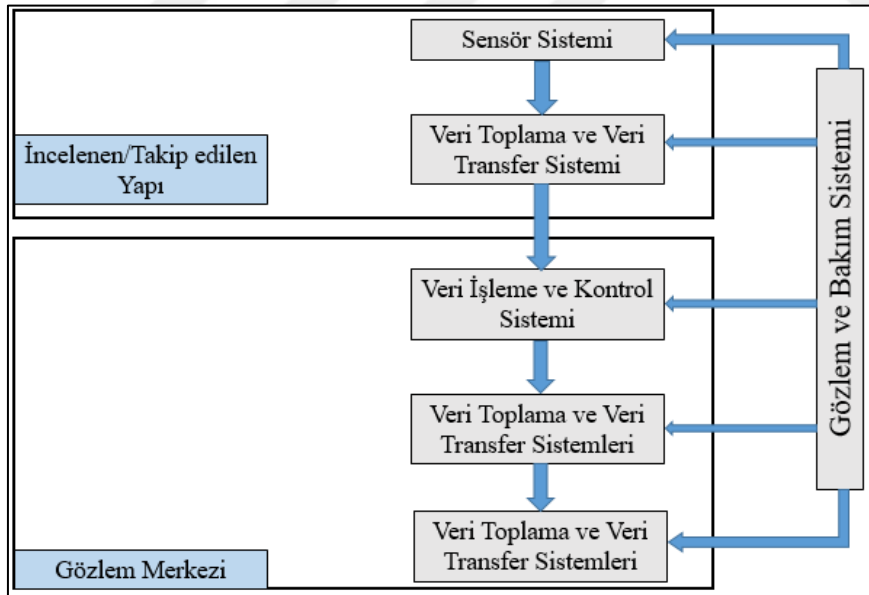 Sensör Sistemi
Veri Toplama ve Veri
Transfer Sistemi
İncelenen/Takip edilen
Yapı
Veri İşleme ve Kontrol
Sistemi
Veri Toplama ve Veri
Transfer Sistemleri
Veri Toplama ve Veri
Transfer Sistemleri
Gözlem Merkezi
Gözlem ve Bakım Sistemi